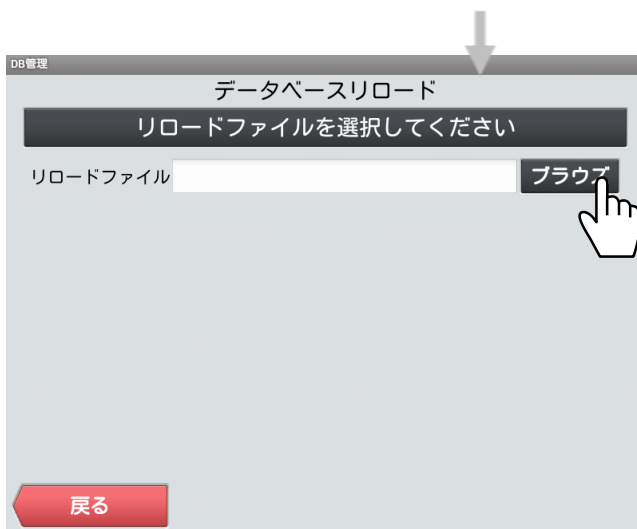 DB管理
データベースリロード
リロードファイルを選択してください
リロードファイル
ブラウズ
戻る